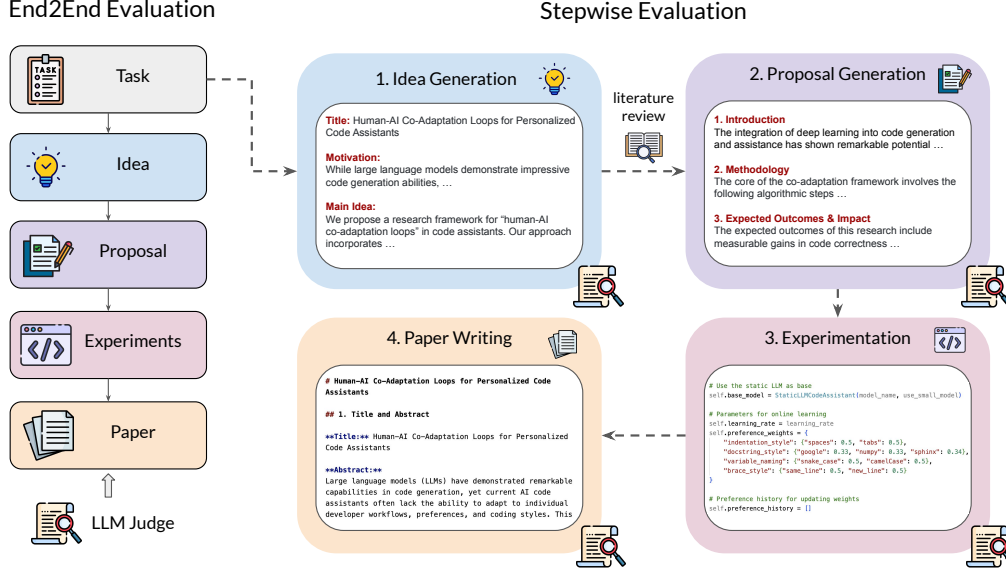 End2End Evaluation
Stepwise Evaluation
TASK
Task
Idea
Proposal
</>
Experiments
Paper
LLM Judge
1. Idea Generation
Title: Human-AI Co-Adaptation Loops for Personalized
Code Assistants
Motivation:
While large language models demonstrate impressive
code generation abilities, …
Main Idea:
We propose a research framework for “human-AI
co-adaptation loops” in code assistants. Our approach
incorporates …
literature
review
2. Proposal Generation
1. Introduction
The integration of deep learning into code generation
and assistance has shown remarkable potential …
2. Methodology
The core of the co-adaptation framework involves the
following algorithmic steps …
3. Expected Outcomes & Impact
The expected outcomes of this research include
measurable gains in code correctness …
3. Experimentation
</>
# Use the static LLM as base
self.base_model = StaticLLMCodeAssistant(model_name, use_small_model)
# Parameters for online learning
self.learning_rate = learning_rate
self.preference_weights = {
"indentation_style": {"spaces": 0.5, "tabs": 0.5},
"docstring_style": {"google": 0.33, "numpy": 0.33, "sphinx": 0.34},
"variable_naming": {"snake_case": 0.5, "camelCase": 0.5},
"brace_style": {"same_line": 0.5, "new_line": 0.5}
}
# Preference history for updating weights
self.preference_history = []
4. Paper Writing
# Human-AI Co-Adaptation Loops for Personalized Code
Assistants
## 1. Title and Abstract
**Title:** Human-AI Co-Adaptation Loops for Personalized
Code Assistants
**Abstract:**
Large language models (LLMs) have demonstrated remarkable
capabilities in code generation, yet current AI code
assistants often lack the ability to adapt to individual
developer workflows, preferences, and coding styles. This